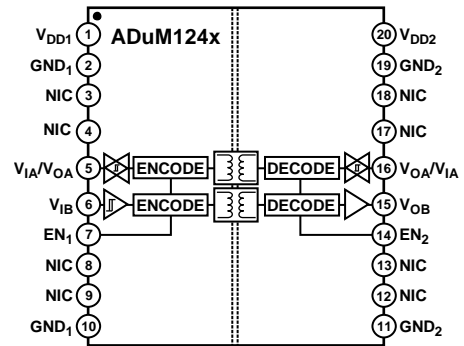 ADuM124x
VDD1 1
GND1 2
NIC 3
NIC 4
VIA/VOA 5
VIB 6
EN1 7
NIC 8
NIC 9
GND1 10
20 VDD2
19 GND2
18 NIC
17 NIC
16 VOA/VIA
15 VOB
14 EN2
13 NIC
12 NIC
11 GND2
ENCODE DECODE
ENCODE DECODE